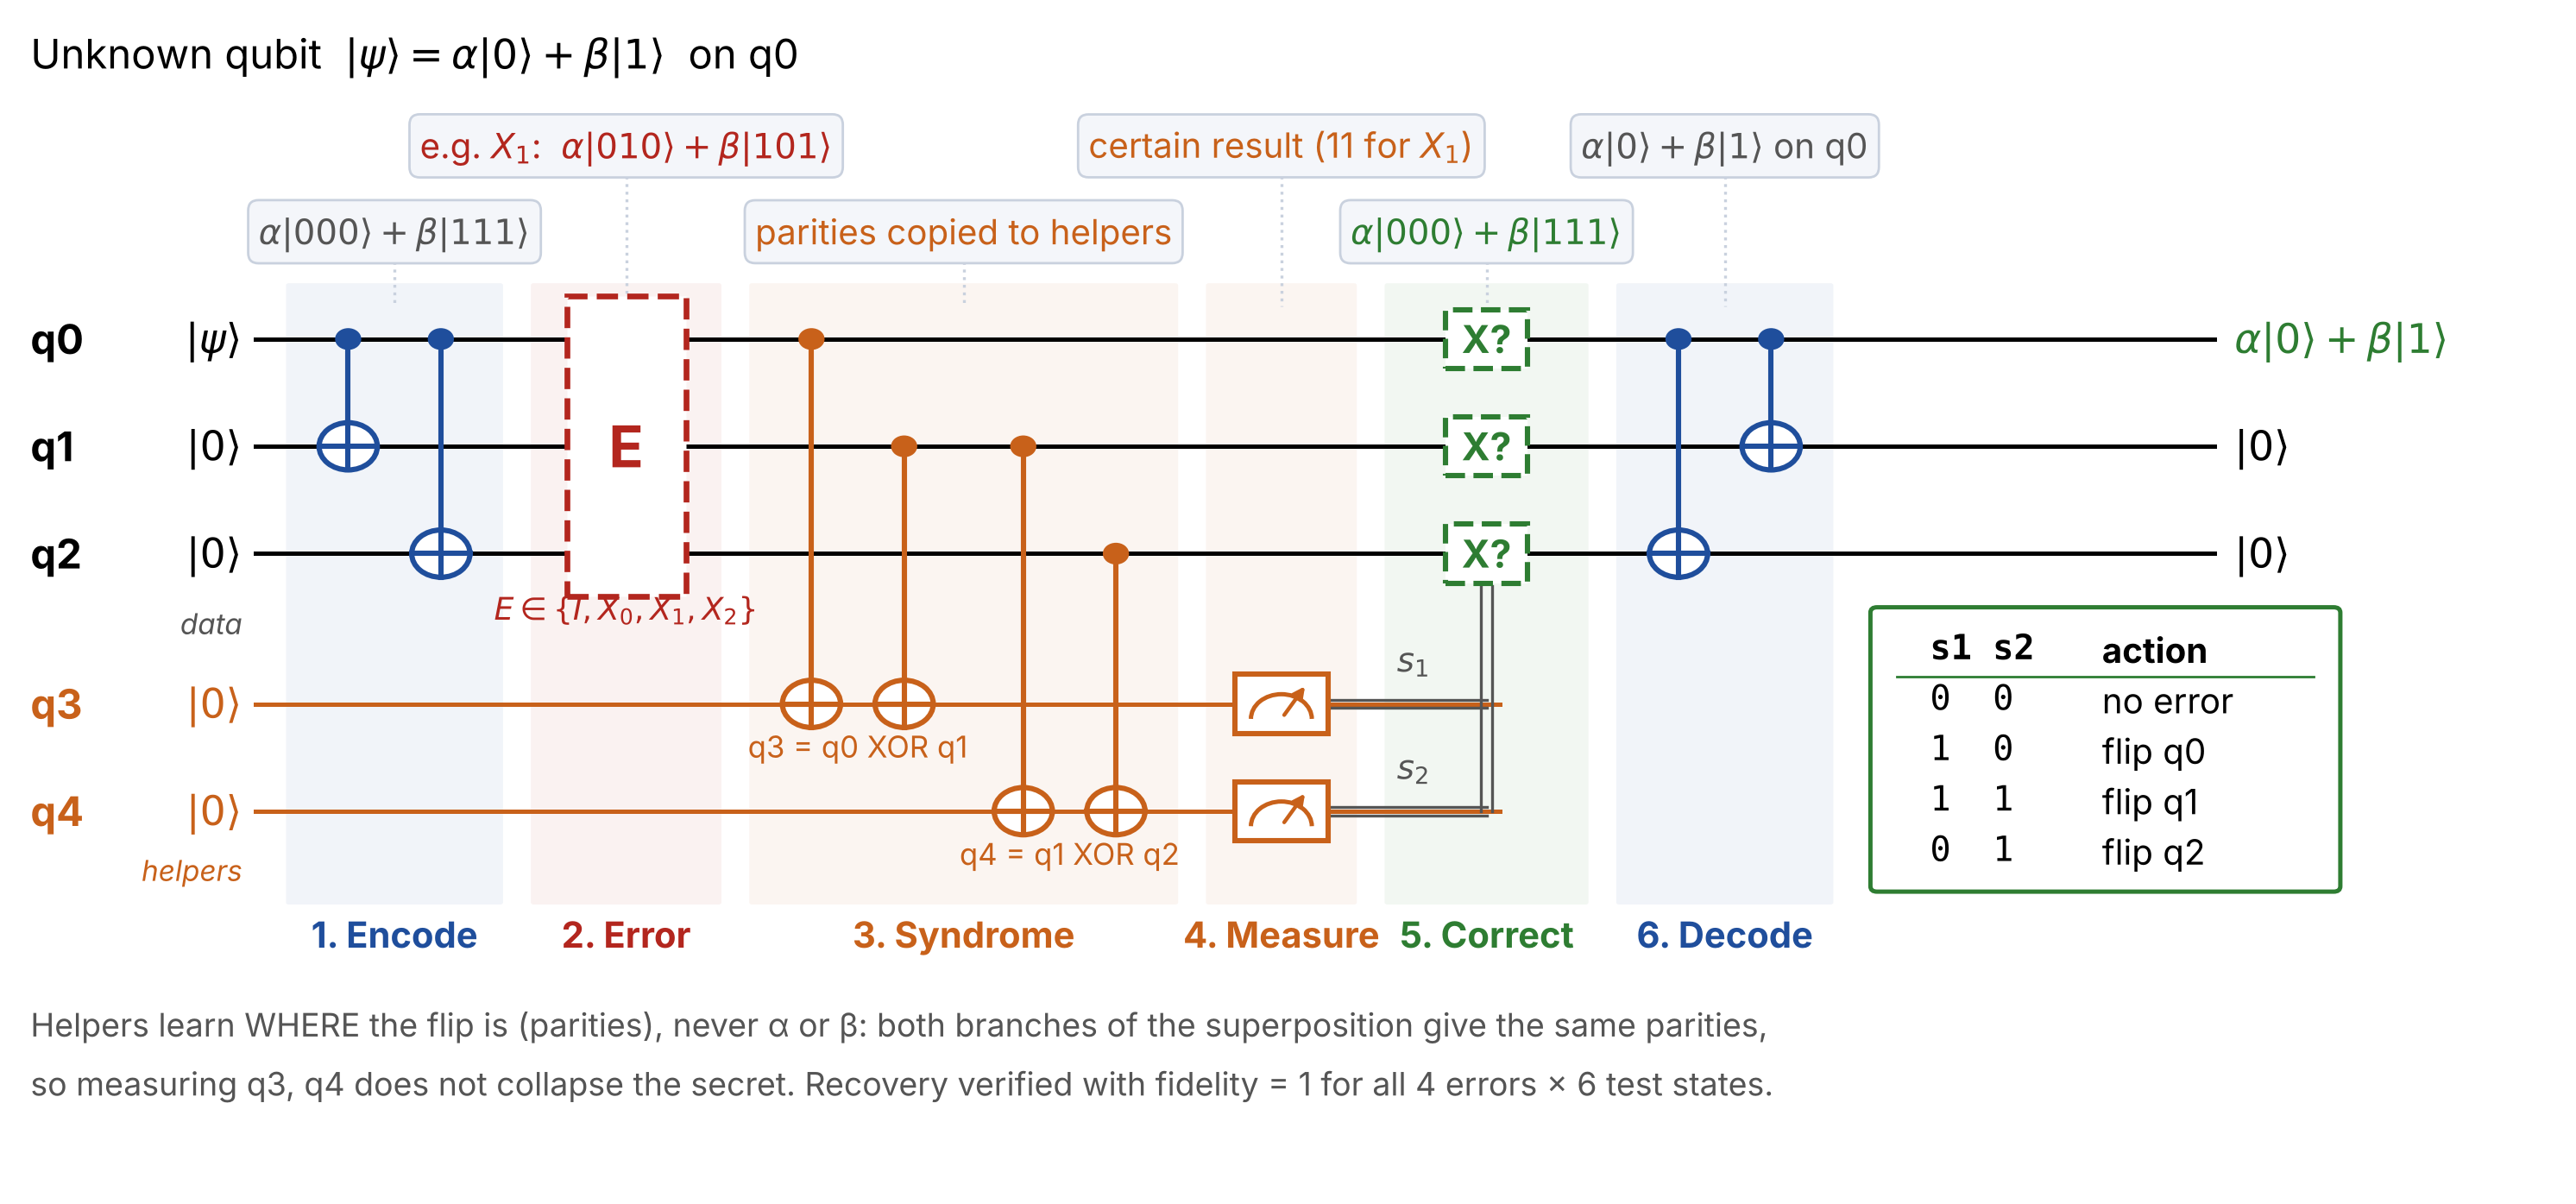 Unknown qubit |ψ⟩ = α|0⟩ + β|1⟩ on q0
e.g. X₁: α|010⟩ + β|101⟩
certain result (11 for X₁)
α|0⟩ + β|1⟩ on q0
α|000⟩ + β|111⟩
parities copied to helpers
α|000⟩ + β|111⟩
q0 |ψ⟩ X? α|0⟩ + β|1⟩
q1 |0⟩ E X? |0⟩
q2 |0⟩ X? |0⟩
E ∈ {I, X₀, X₁, X₂}
data
s₁
q3 |0⟩
q3 = q0 XOR q1
s₂
q4 |0⟩
q4 = q1 XOR q2
helpers
s1 s2 action
0 0 no error
1 0 flip q0
1 1 flip q1
0 1 flip q2
1. Encode
2. Error
3. Syndrome
4. Measure
5. Correct
6. Decode
Helpers learn WHERE the flip is (parities), never α or β: both branches of the superposition give the same parities,
so measuring q3, q4 does not collapse the secret. Recovery verified with fidelity = 1 for all 4 errors × 6 test states.